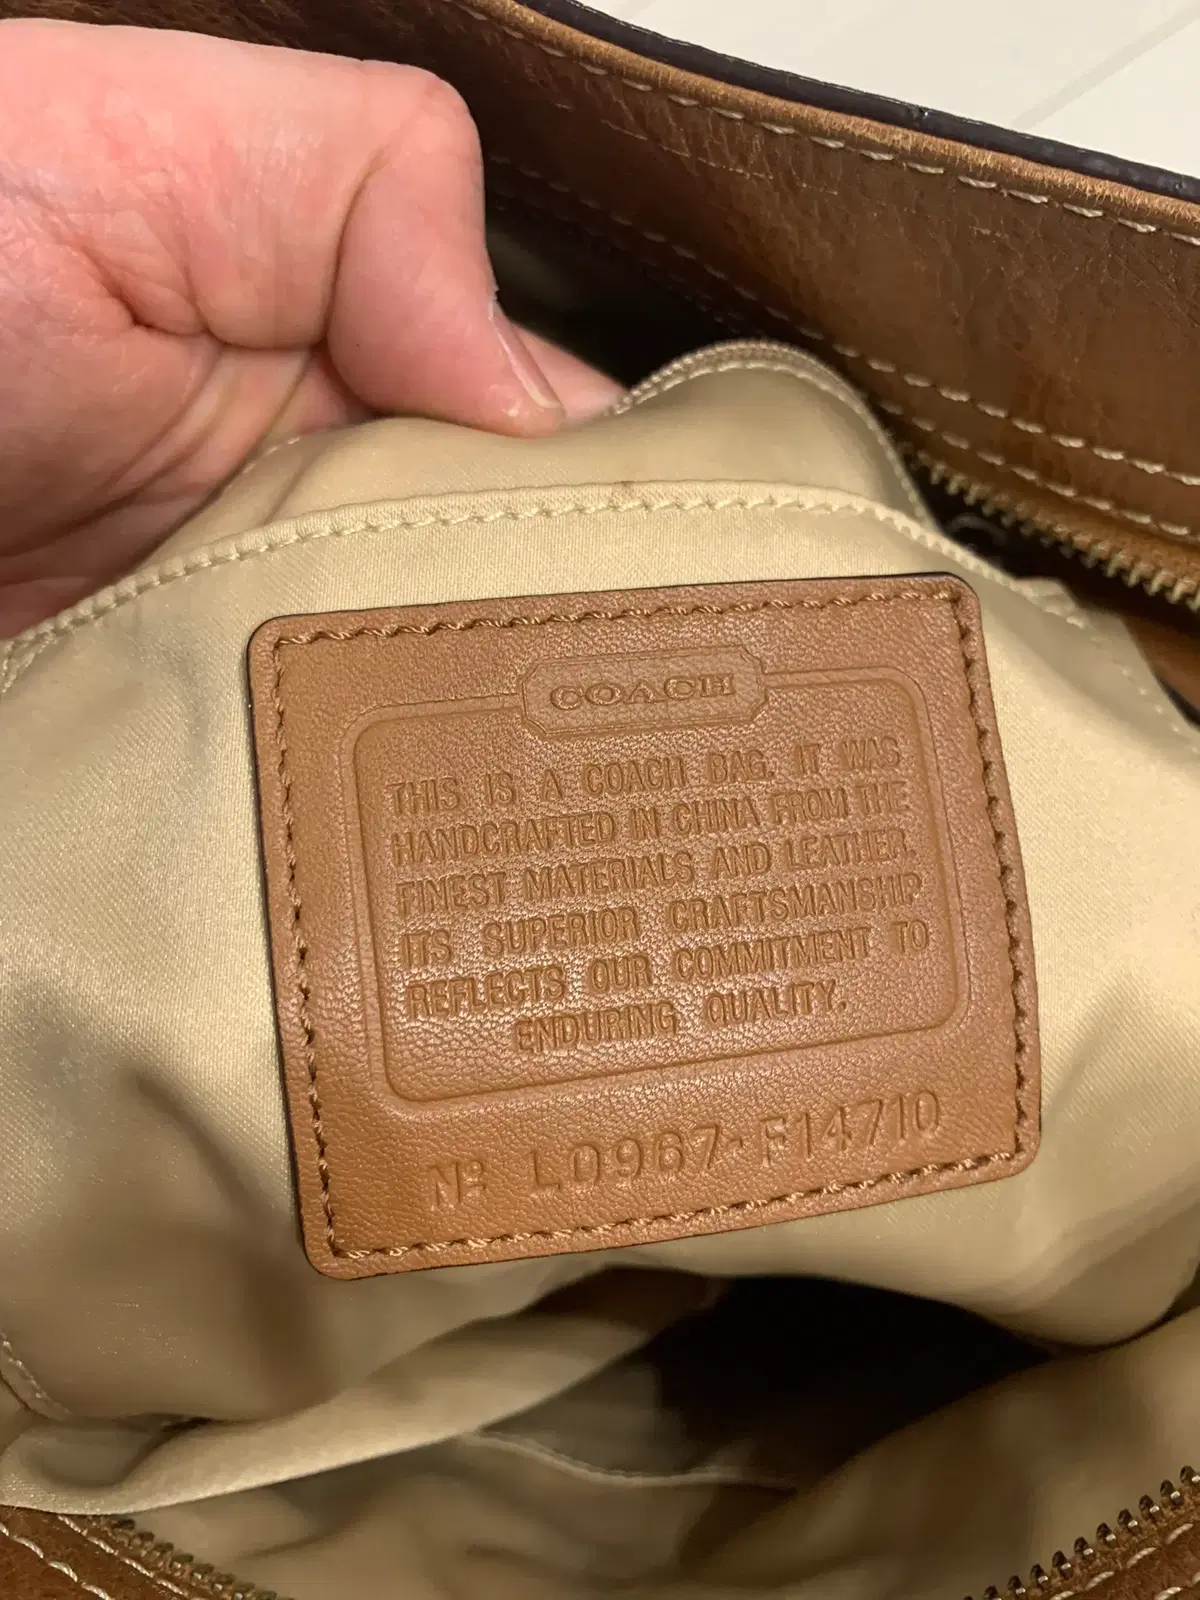 COACH
THIS IS A COACH BAG. IT WAS
HANDCRAFTED IN CHINA FROM THE
FINEST MATERIALS AND LEATHER.
ITS SUPERIOR CRAFTSMANSHIP
REFLECTS OUR COMMITMENT TO
ENDURING QUALITY.
Nº L0967-F14710